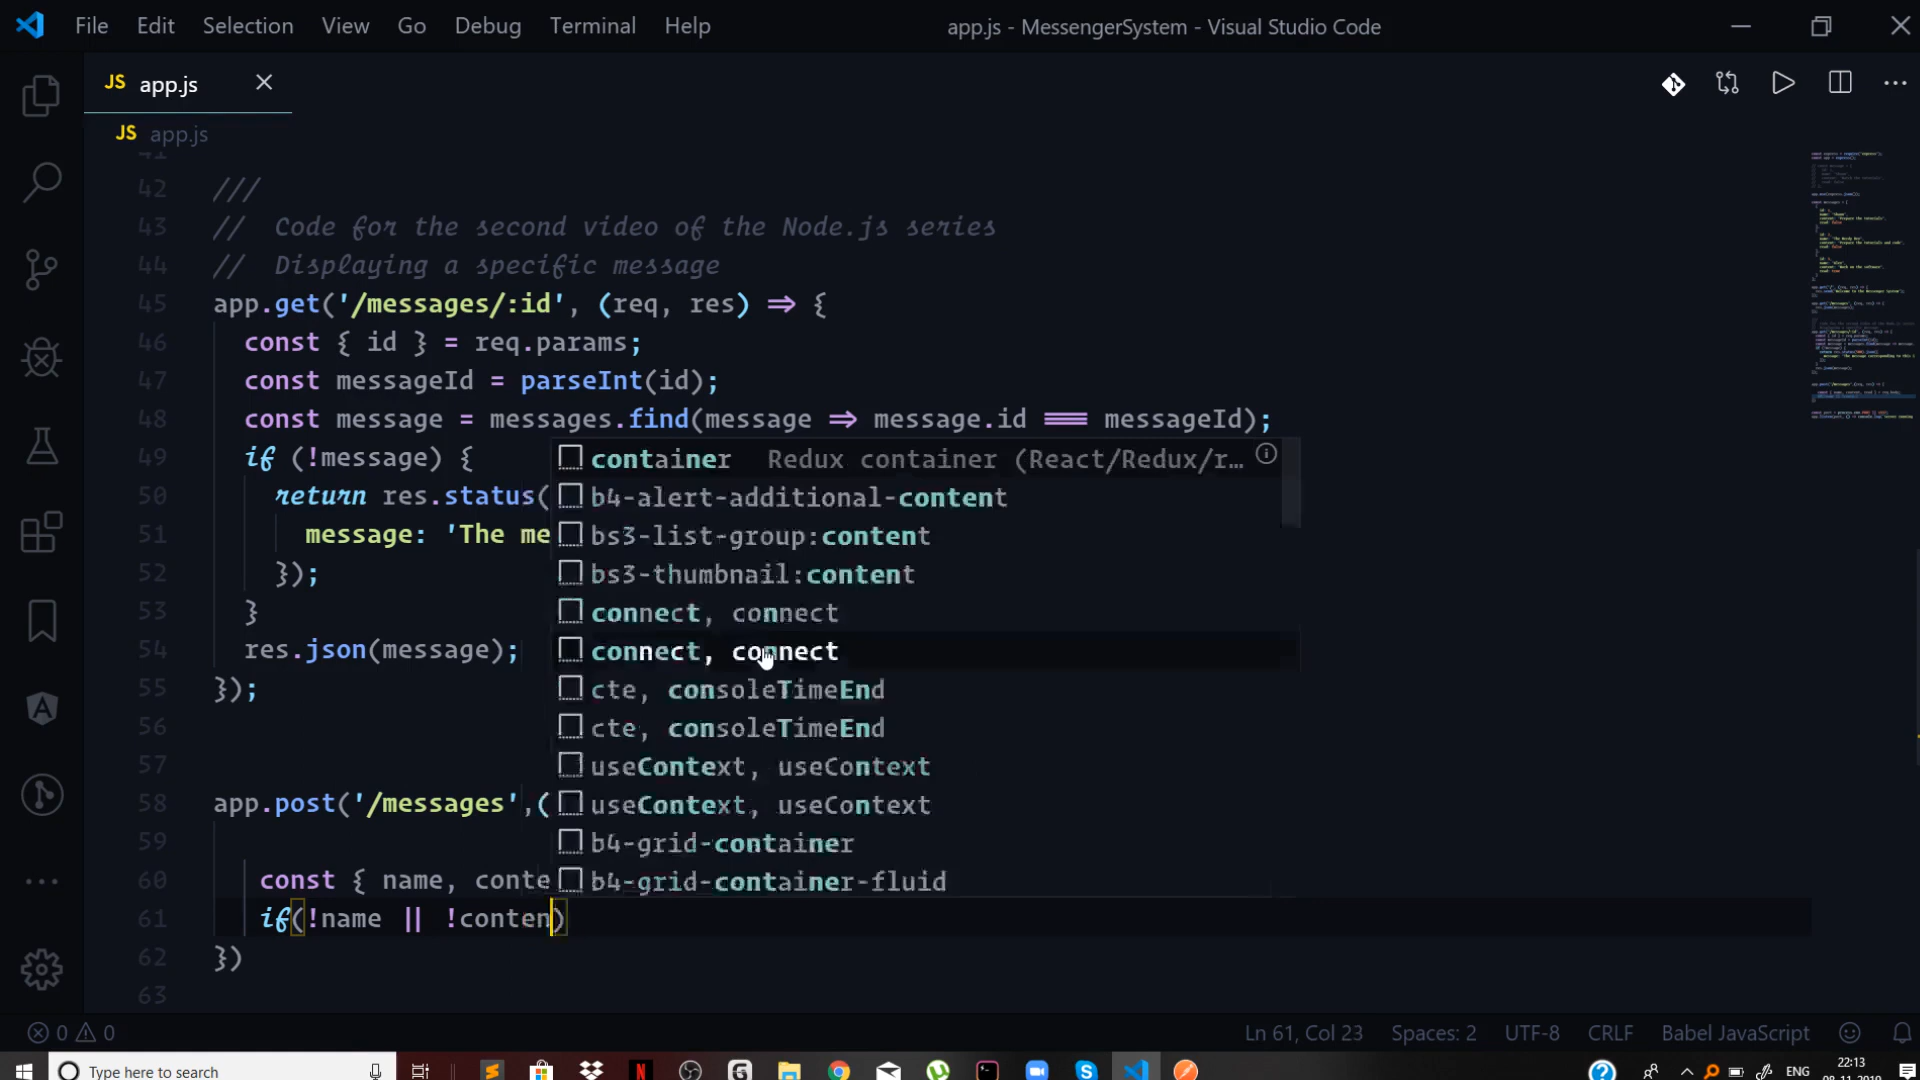 File Edit Selection View Go Debug Terminal Help
app.js - MessengerSystem - Visual Studio Code
JS app.js
JS app.js
41
42 ///
43 // Code for the second video of the Node.js series
44 // Displaying a specific message
45 app.get('/messages/:id', (req, res) => {
46 const { id } = req.params;
47 const messageId = parseInt(id);
48 const message = messages.find(message => message.id === messageId);
49 if (!message) {
50 return res.status(
51 message: 'The me
52 });
53 }
54 res.json(message);
55 });
56
57
58 app.post('/messages',(
59
60 const { name, conte
61 if(!name || !conten)
62 })
63
container Redux container (React/Redux/r...
b4-alert-additional-content
bs3-list-group:content
bs3-thumbnail:content
connect, connect
connect, connect
cte, consoleTimeEnd
cte, consoleTimeEnd
useContext, useContext
useContext, useContext
b4-grid-container
b4-grid-container-fluid
0 0
Ln 61, Col 23 Spaces: 2 UTF-8 CRLF Babel JavaScript
Type here to search
ENG
22:13
08-11-2019